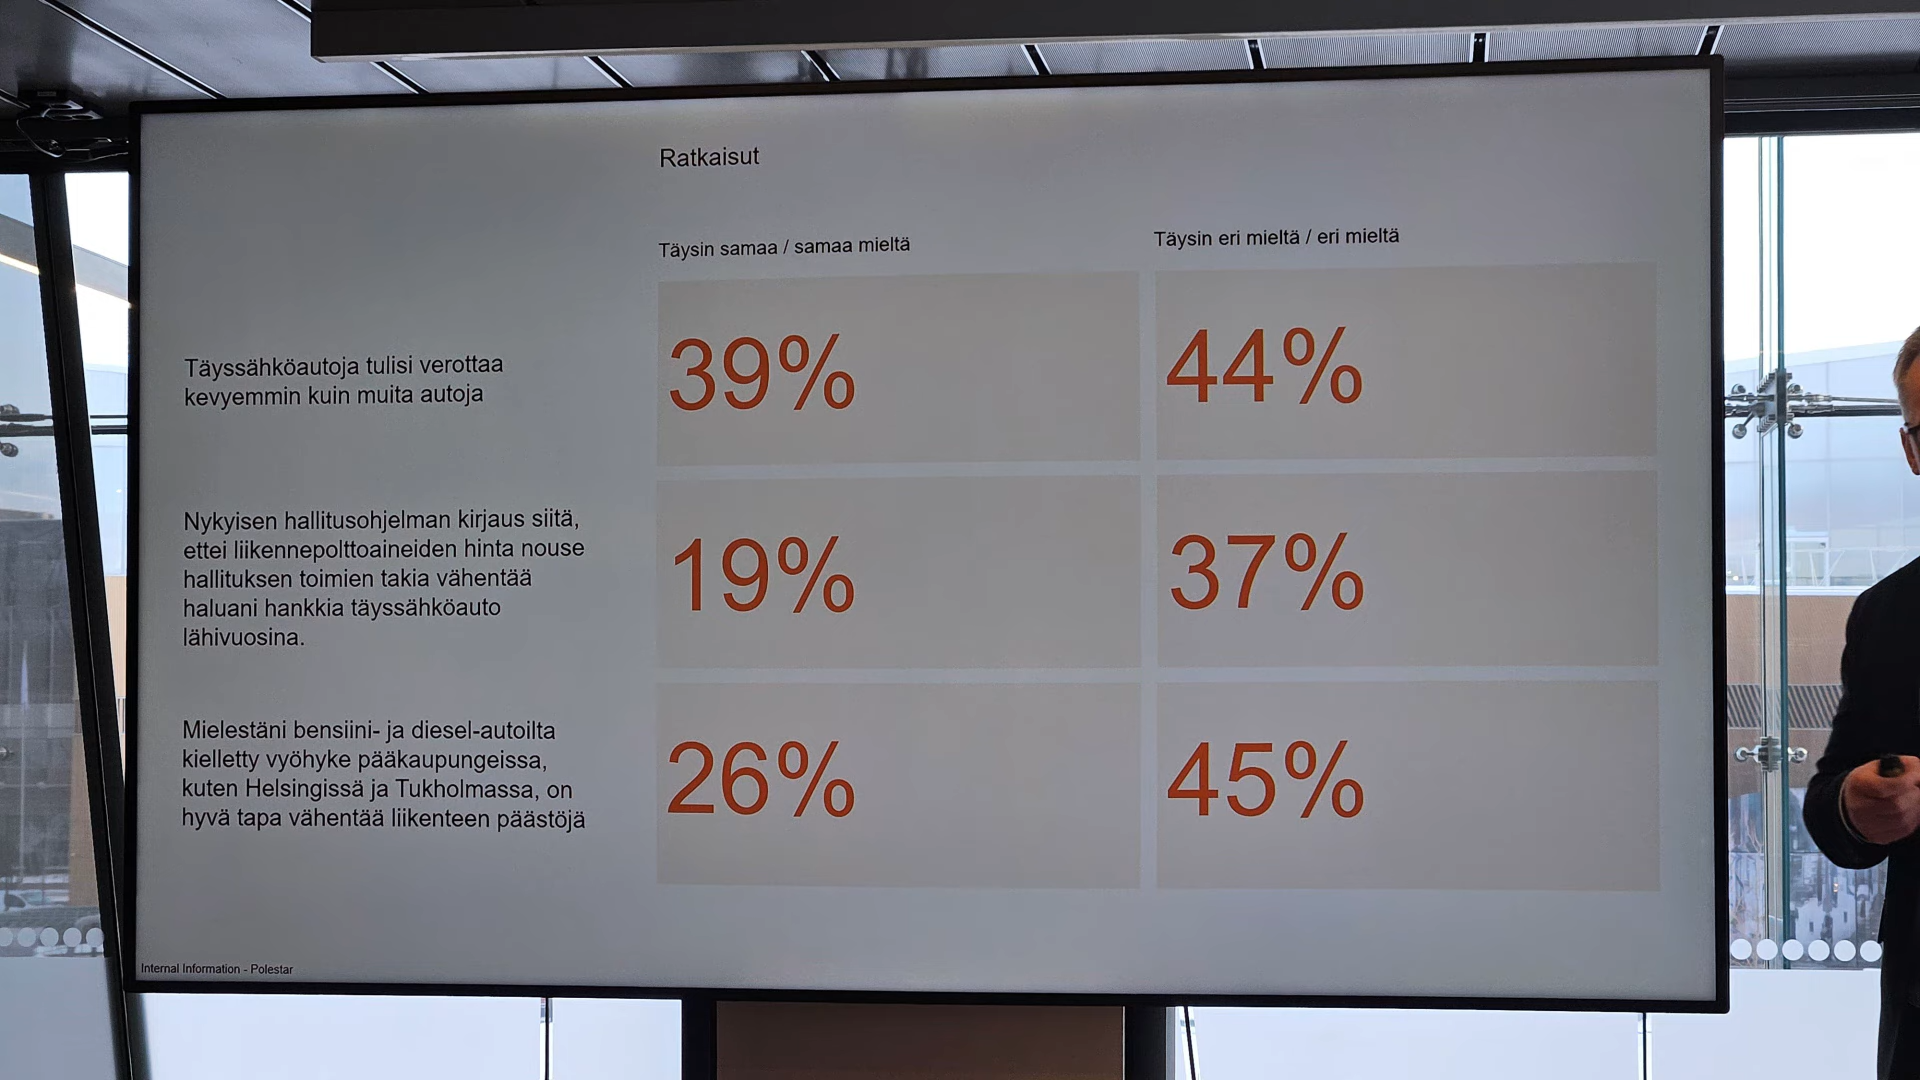 Ratkaisut
Täysin samaa / samaa mieltä
Täysin eri mieltä / eri mieltä
Täyssähköautoja tulisi verottaa
kevyemmin kuin muita autoja
39%
44%
Nykyisen hallitusohjelman kirjaus siitä,
ettei liikennepolttoaineiden hinta nouse
hallituksen toimien takia vähentää
haluani hankkia täyssähköauto
lähivuosina.
19%
37%
Mielestäni bensiini- ja diesel-autoilta
kielletty vyöhyke pääkaupungeissa,
kuten Helsingissä ja Tukholmassa, on
hyvä tapa vähentää liikenteen päästöjä
26%
45%
Internal Information - Polestar